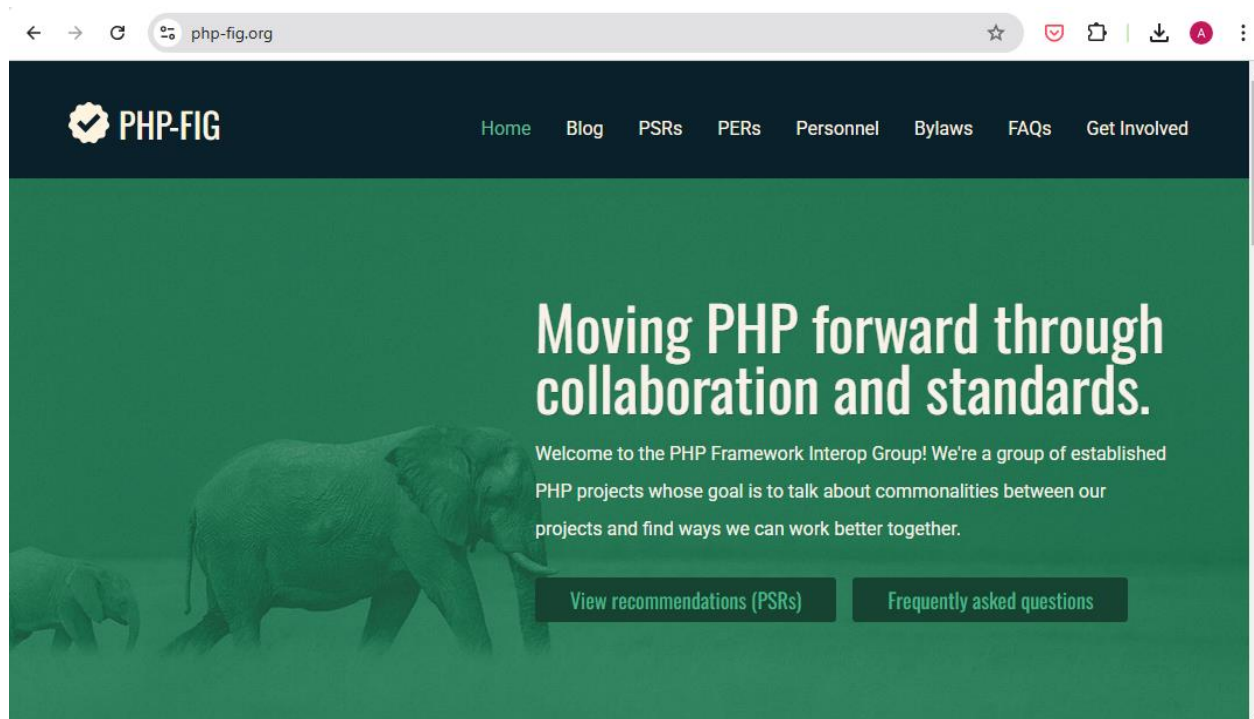 php-fig.org
A
PHP-FIG
Home Blog PSRs PERs Personnel Bylaws FAQs Get Involved
Moving PHP forward through
collaboration and standards.
Welcome to the PHP Framework Interop Group! We're a group of established
PHP projects whose goal is to talk about commonalities between our
projects and find ways we can work better together.
View recommendations (PSRs) Frequently asked questions